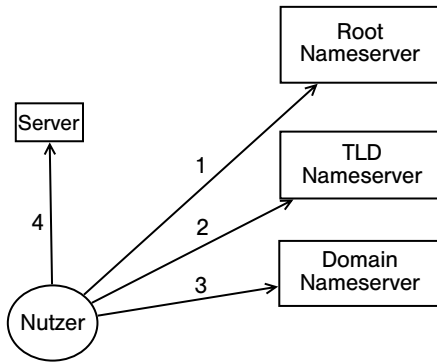 Root
Nameserver
Server
1
TLD
Nameserver
2
4
Domain
Nameserver
3
Nutzer